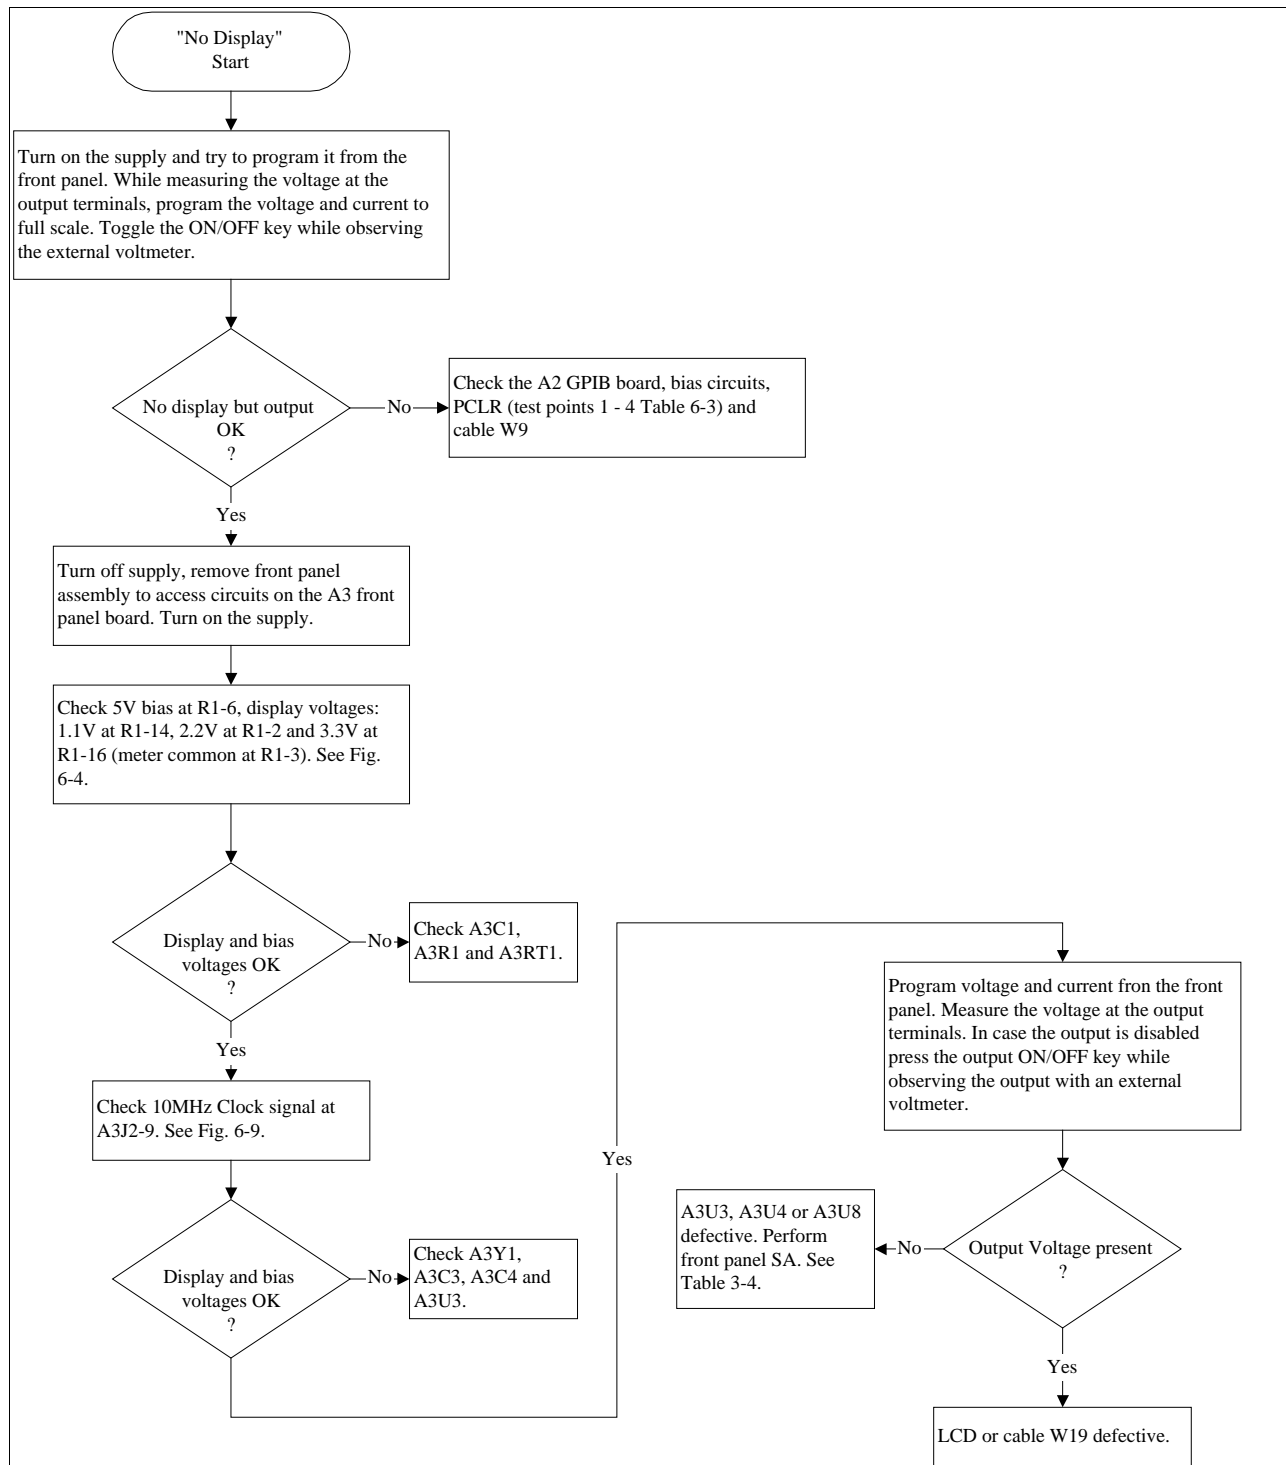 "No Display"
Start
Turn on the supply and try to program it from the
front panel. While measuring the voltage at the
output terminals, program the voltage and current to
full scale. Toggle the ON/OFF key while observing
the external voltmeter.
No display but output
OK
?
No
Check the A2 GPIB board, bias circuits,
PCLR (test points 1 - 4 Table 6-3) and
cable W9
Yes
Turn off supply, remove front panel
assembly to access circuits on the A3 front
panel board. Turn on the supply.
Check 5V bias at R1-6, display voltages:
1.1V at R1-14, 2.2V at R1-2 and 3.3V at
R1-16 (meter common at R1-3). See Fig.
6-4.
Display and bias
voltages OK
?
No
Check A3C1,
A3R1 and A3RT1.
Yes
Check 10MHz Clock signal at
A3J2-9. See Fig. 6-9.
Display and bias
voltages OK
?
No
Check A3Y1,
A3C3, A3C4 and
A3U3.
Yes
Program voltage and current fron the front
panel. Measure the voltage at the output
terminals. In case the output is disabled
press the output ON/OFF key while
observing the output with an external
voltmeter.
Output Voltage present
?
No
A3U3, A3U4 or A3U8
defective. Perform
front panel SA. See
Table 3-4.
Yes
LCD or cable W19 defective.